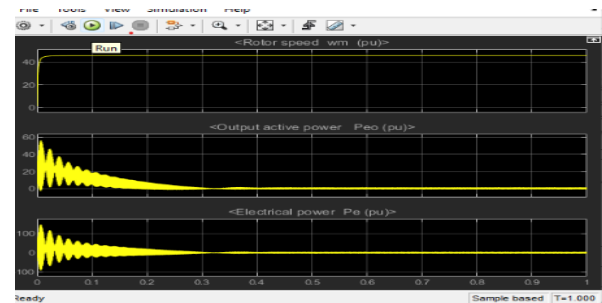 File Tools View Simulation Help
Run
<Rotor speed wm (pu)>
40
20
0
<Output active power Peo (pu)>
60
40
20
0
<Electrical power Pe (pu)>
100
0
100
0 0.1 0.2 0.3 0.4 0.5 0.6 0.7 0.8 0.9 1
Ready Sample based T=1.000